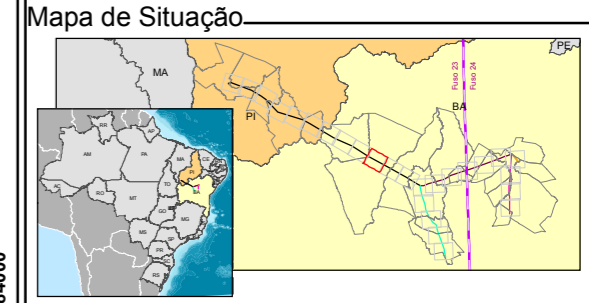 Mapa de Situação
PE
MA
Fuso 23
Fuso 24
PI
BA
RR
AP
AM
PA
MA
CE
PI
AC
RO
TO
MT
BA
GO
MG
MS
SP
PR
SC
RS